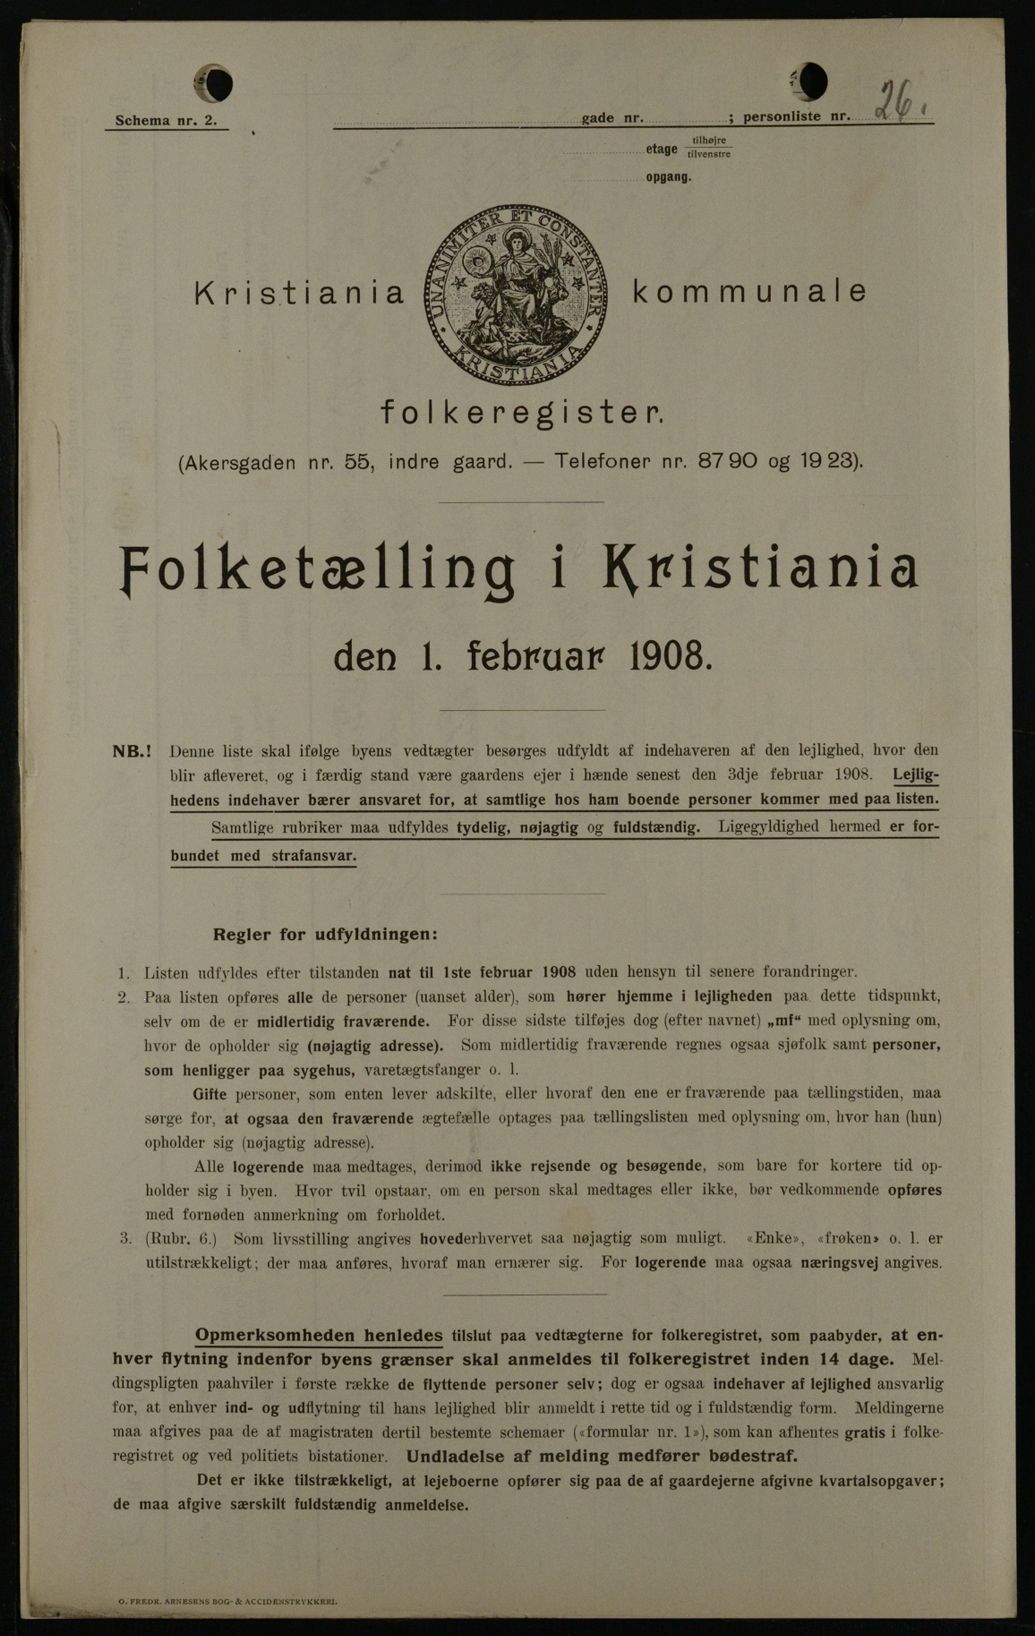 Schema nr. 2.
gade nr. ; personliste nr. 26.
etage tilhøjre
tilvenstre
opgang.
UNANIMITER ET CONSTANTER
KRISTIANIA
Kristiania kommunale
folkeregister.
(Akersgaden nr. 55, indre gaard. — Telefoner nr. 87 90 og 19 23).
Folketælling i Kristiania
den 1. februar 1908.
NB.! Denne liste skal ifølge byens vedtægter besørges udfyldt af indehaveren af den lejlighed, hvor den
blir afleveret, og i færdig stand være gaardens ejer i hænde senest den 3dje februar 1908. Lejlig-
hedens indehaver bærer ansvaret for, at samtlige hos ham boende personer kommer med paa listen.
Samtlige rubriker maa udfyldes tydelig, nøjagtig og fuldstændig. Ligegyldighed hermed er for-
bundet med strafansvar.
Regler for udfyldningen:
1. Listen udfyldes efter tilstanden nat til 1ste februar 1908 uden hensyn til senere forandringer.
2. Paa listen opføres alle de personer (uanset alder), som hører hjemme i lejligheden paa dette tidspunkt,
selv om de er midlertidig fraværende. For disse sidste tilføjes dog (efter navnet) „mf“ med oplysning om,
hvor de opholder sig (nøjagtig adresse). Som midlertidig fraværende regnes ogsaa sjøfolk samt personer,
som henligger paa sygehus, varetægtsfanger o. l.
Gifte personer, som enten lever adskilte, eller hvoraf den ene er fraværende paa tællingstiden, maa
sørge for, at ogsaa den fraværende ægtefælle optages paa tællingslisten med oplysning om, hvor han (hun)
opholder sig (nøjagtig adresse).
Alle logerende maa medtages, derimod ikke rejsende og besøgende, som bare for kortere tid op-
holder sig i byen. Hvor tvil opstaar, om en person skal medtages eller ikke, bør vedkommende opføres
med fornøden anmerkning om forholdet.
3. (Rubr. 6.) Som livsstilling angives hovederhvervet saa nøjagtig som muligt. «Enke», «frøken» o. l. er
utilstrækkeligt; der maa anføres, hvoraf man ernærer sig. For logerende maa ogsaa næringsvej angives.
Opmerksomheden henledes tilslut paa vedtægterne for folkeregistret, som paabyder, at en-
hver flytning indenfor byens grænser skal anmeldes til folkeregistret inden 14 dage. Mel-
dingspligten paahviler i første række de flyttende personer selv; dog er ogsaa indehaver af lejlighed ansvarlig
for, at enhver ind- og udflytning til hans lejlighed blir anmeldt i rette tid og i fuldstændig form. Meldingerne
maa afgives paa de af magistraten dertil bestemte schemaer («formular nr. 1»), som kan afhentes gratis i folke-
registret og ved politiets bistationer. Undladelse af melding medfører bødestraf.
Det er ikke tilstrækkeligt, at lejeboerne opfører sig paa de af gaardejerne afgivne kvartalsopgaver;
de maa afgive særskilt fuldstændig anmeldelse.
O. FREDR. ARNESENS BOG- & ACCIDENSTRYKKERI.